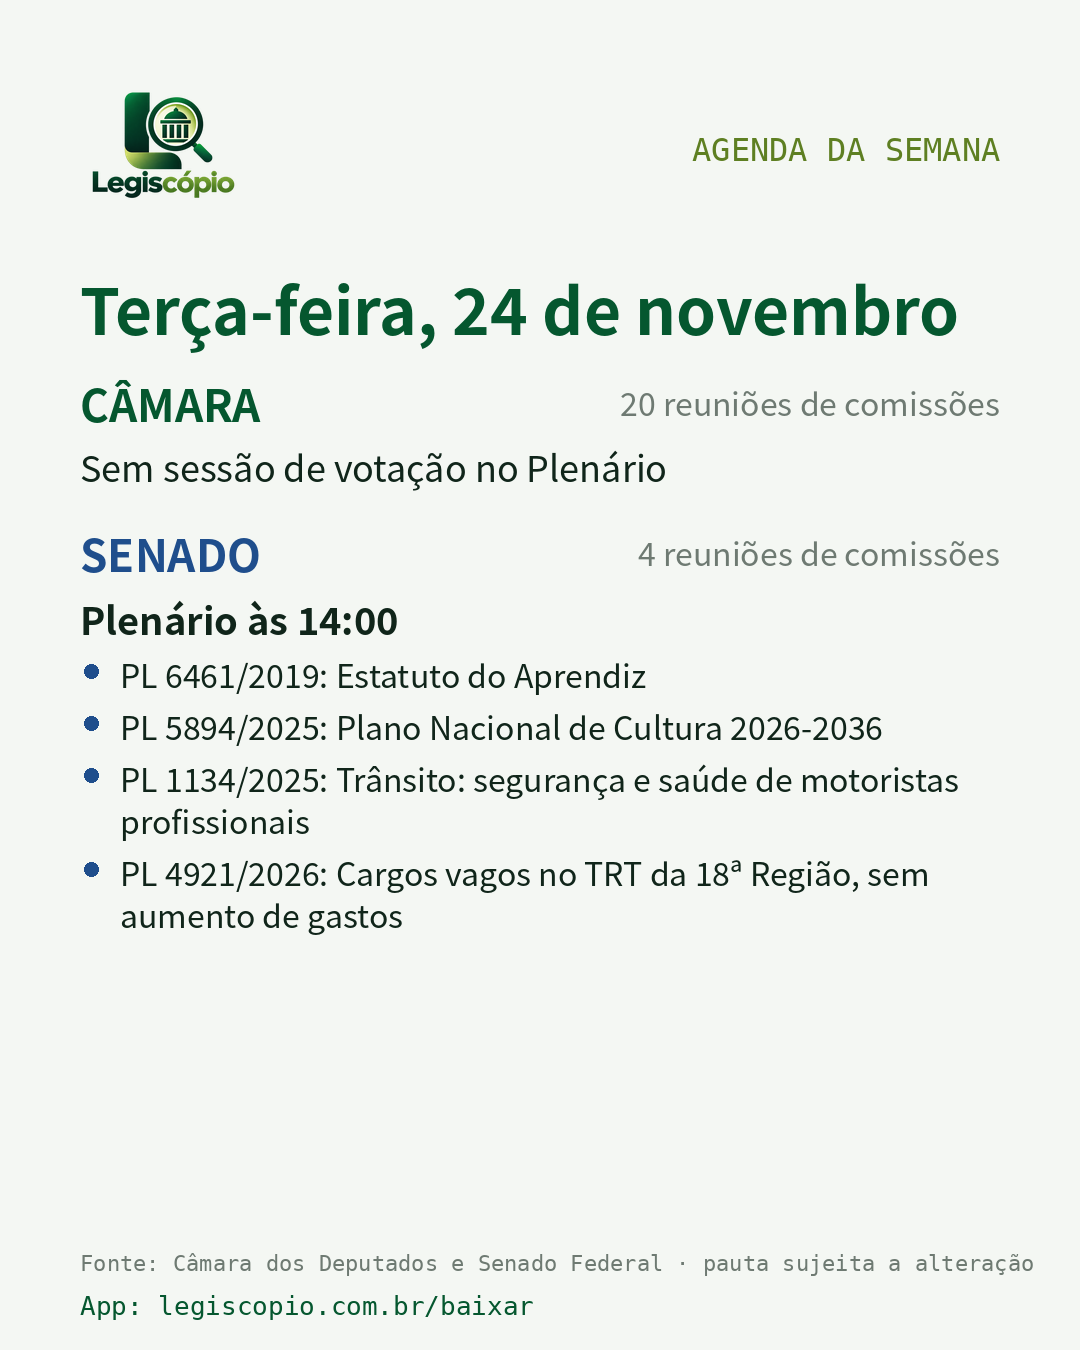 Legiscópio
AGENDA DA SEMANA
Terça-feira, 24 de novembro
CÂMARA
20 reuniões de comissões
Sem sessão de votação no Plenário
SENADO
4 reuniões de comissões
Plenário às 14:00
PL 6461/2019: Estatuto do Aprendiz
PL 5894/2025: Plano Nacional de Cultura 2026-2036
PL 1134/2025: Trânsito: segurança e saúde de motoristas
profissionais
PL 4921/2026: Cargos vagos no TRT da 18ª Região, sem
aumento de gastos
Fonte: Câmara dos Deputados e Senado Federal · pauta sujeita a alteração
App: legiscopio.com.br/baixar